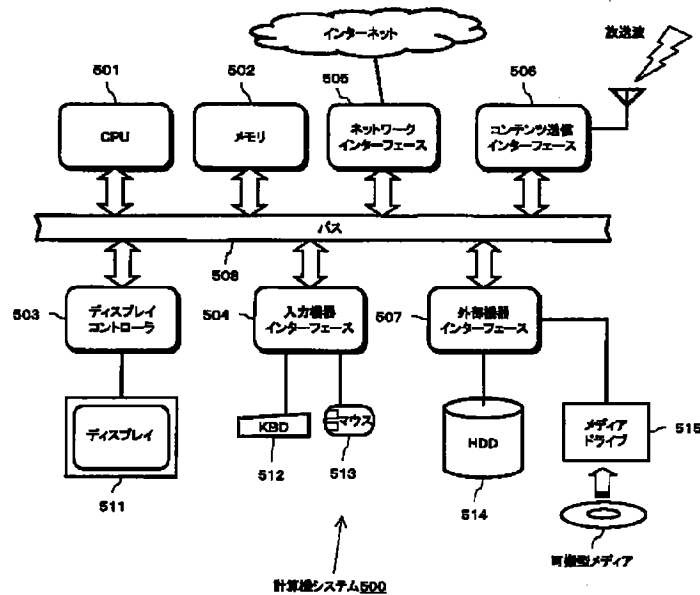 インターネット
放送波
501
502
505
506
CPU
メモリ
ネットワーク
インターフェース
コンテンツ送信
インターフェース
バス
508
503
ディスプレイ
コントローラ
504
入力機器
インターフェース
507
外部機器
インターフェース
ディスプレイ
511
KBD
512
マウス
513
HDD
514
メディア
ドライブ
515
可搬型メディア
計算機システム500